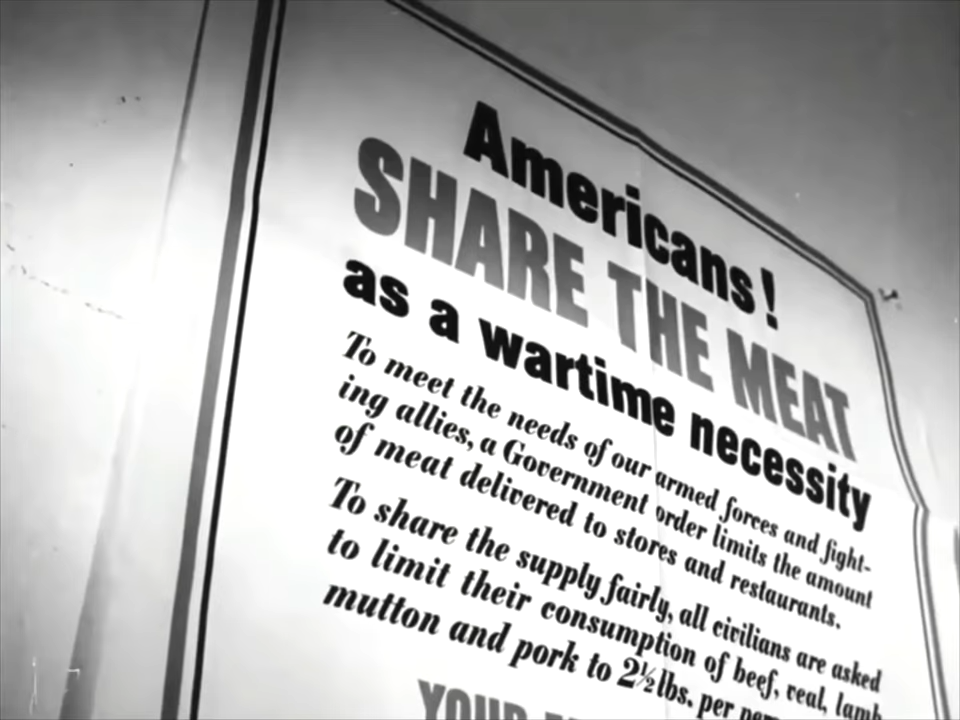 Americans!
SHARE THE MEAT
as a wartime necessity
To meet the needs of our armed forces and fight-
ing allies, a Government order limits the amount
of meat delivered to stores and restaurants.
To share the supply fairly, all civilians are asked
to limit their consumption of beef, veal, lamb
mutton and pork to 2½ lbs. per
YOUR